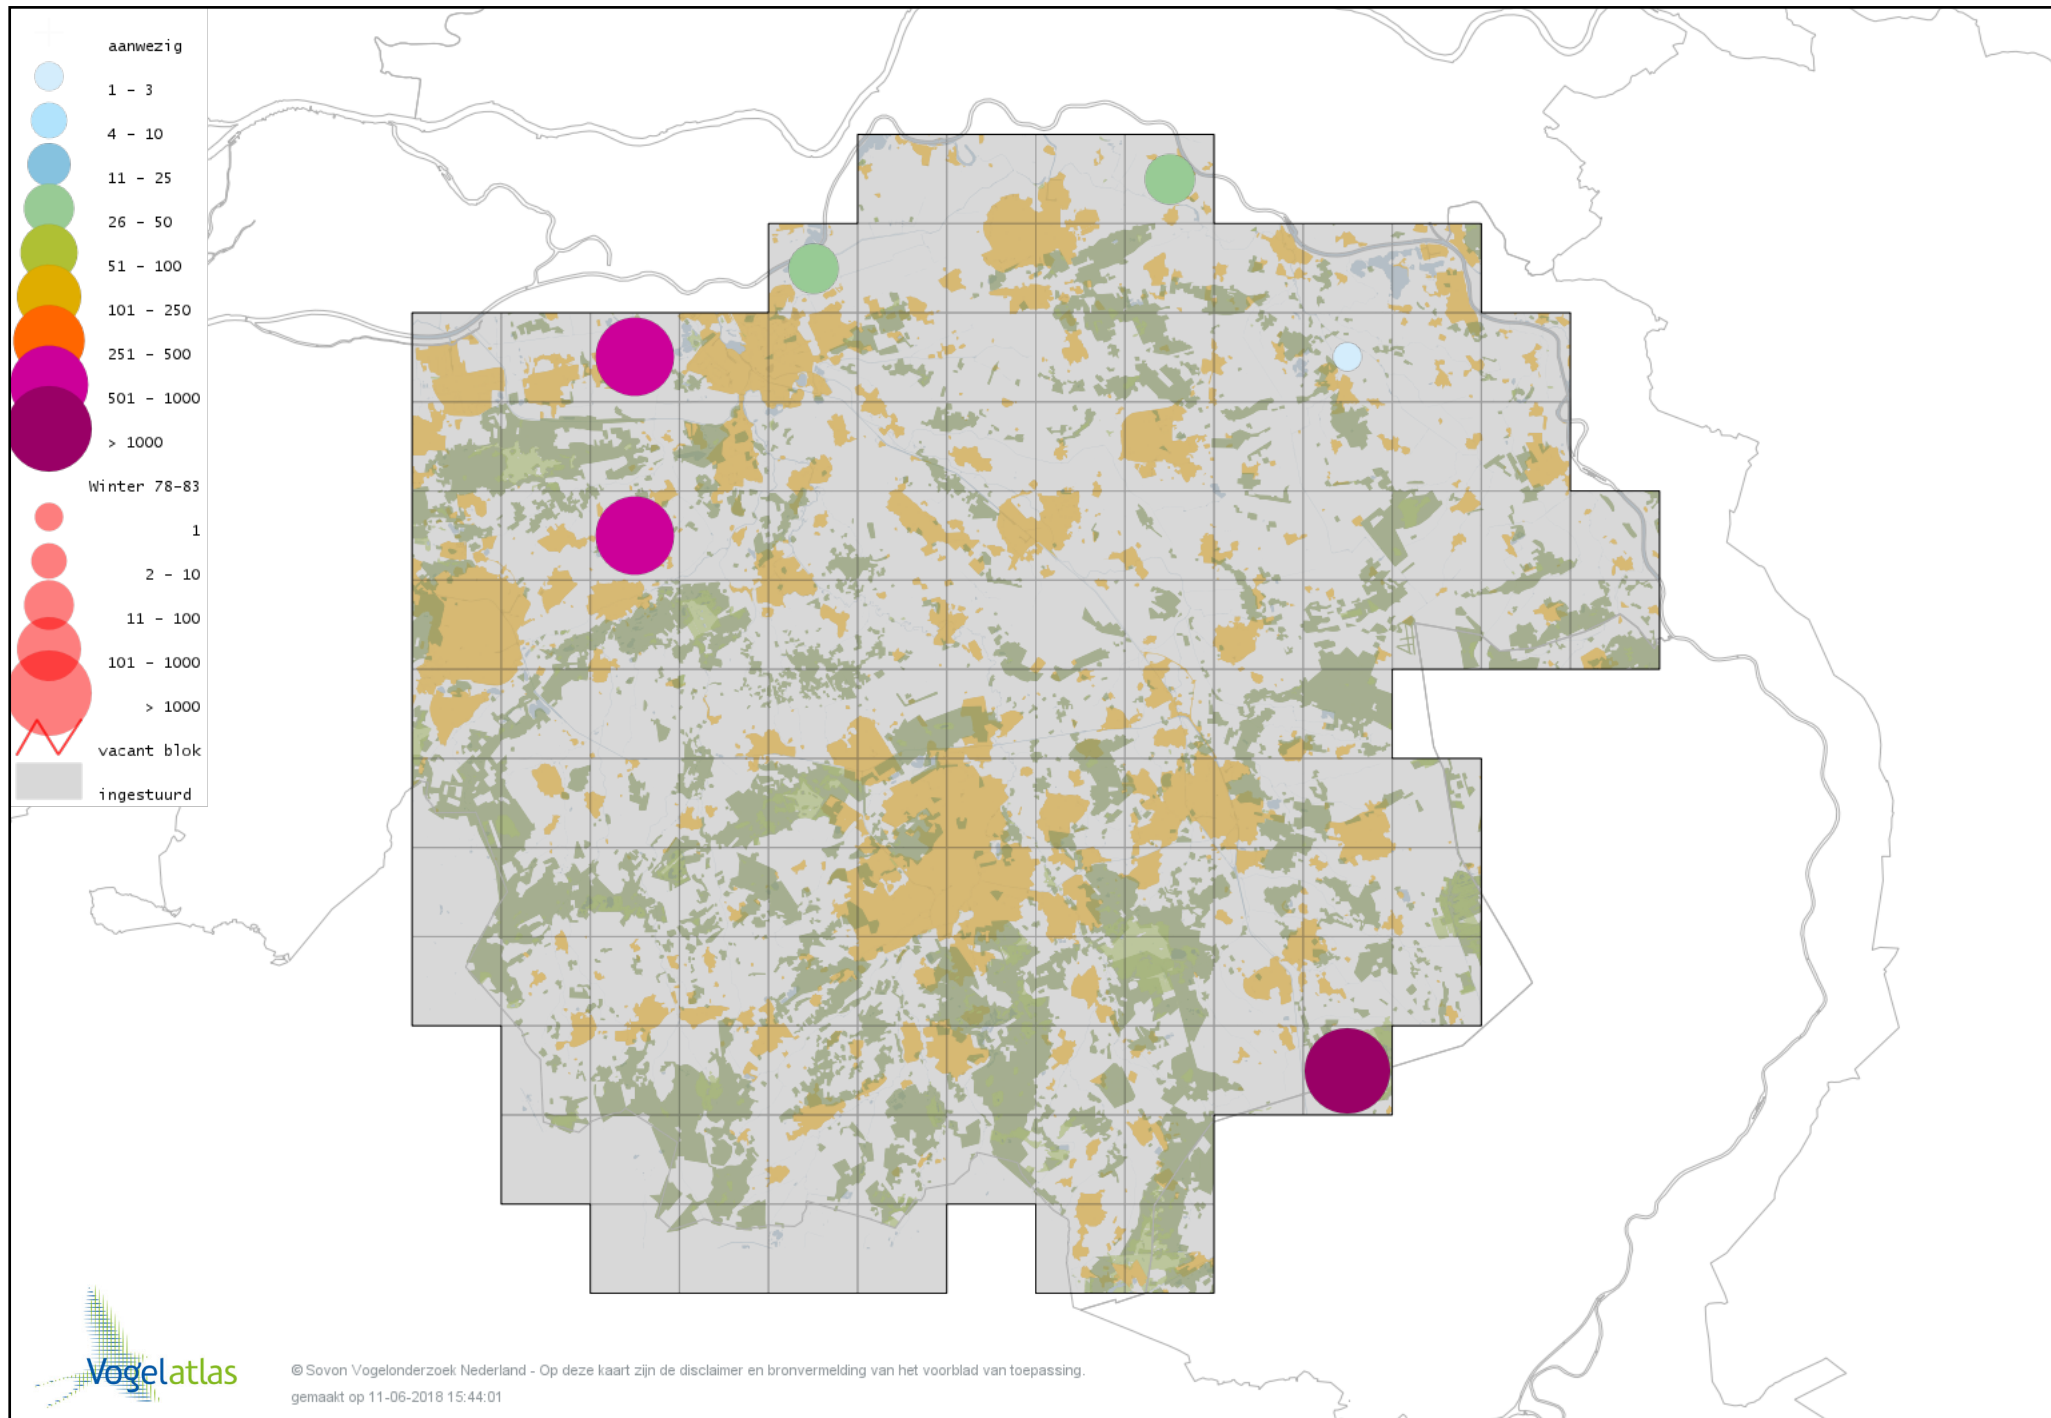 aanwezig
1 - 3
4 - 10
11 - 25
26 - 50
51 - 100
101 - 250
251 - 500
501 - 1000
> 1000
Winter 78-83
1
2 - 10
11 - 100
101 - 1000
> 1000
vacant blok
ingestuurd
Vogelatlas
© Sovon Vogelonderzoek Nederland - Op deze kaart zijn de disclaimer en bronvermelding van het voorblad van toepassing.
gemaakt op 11-06-2018 15:44:01